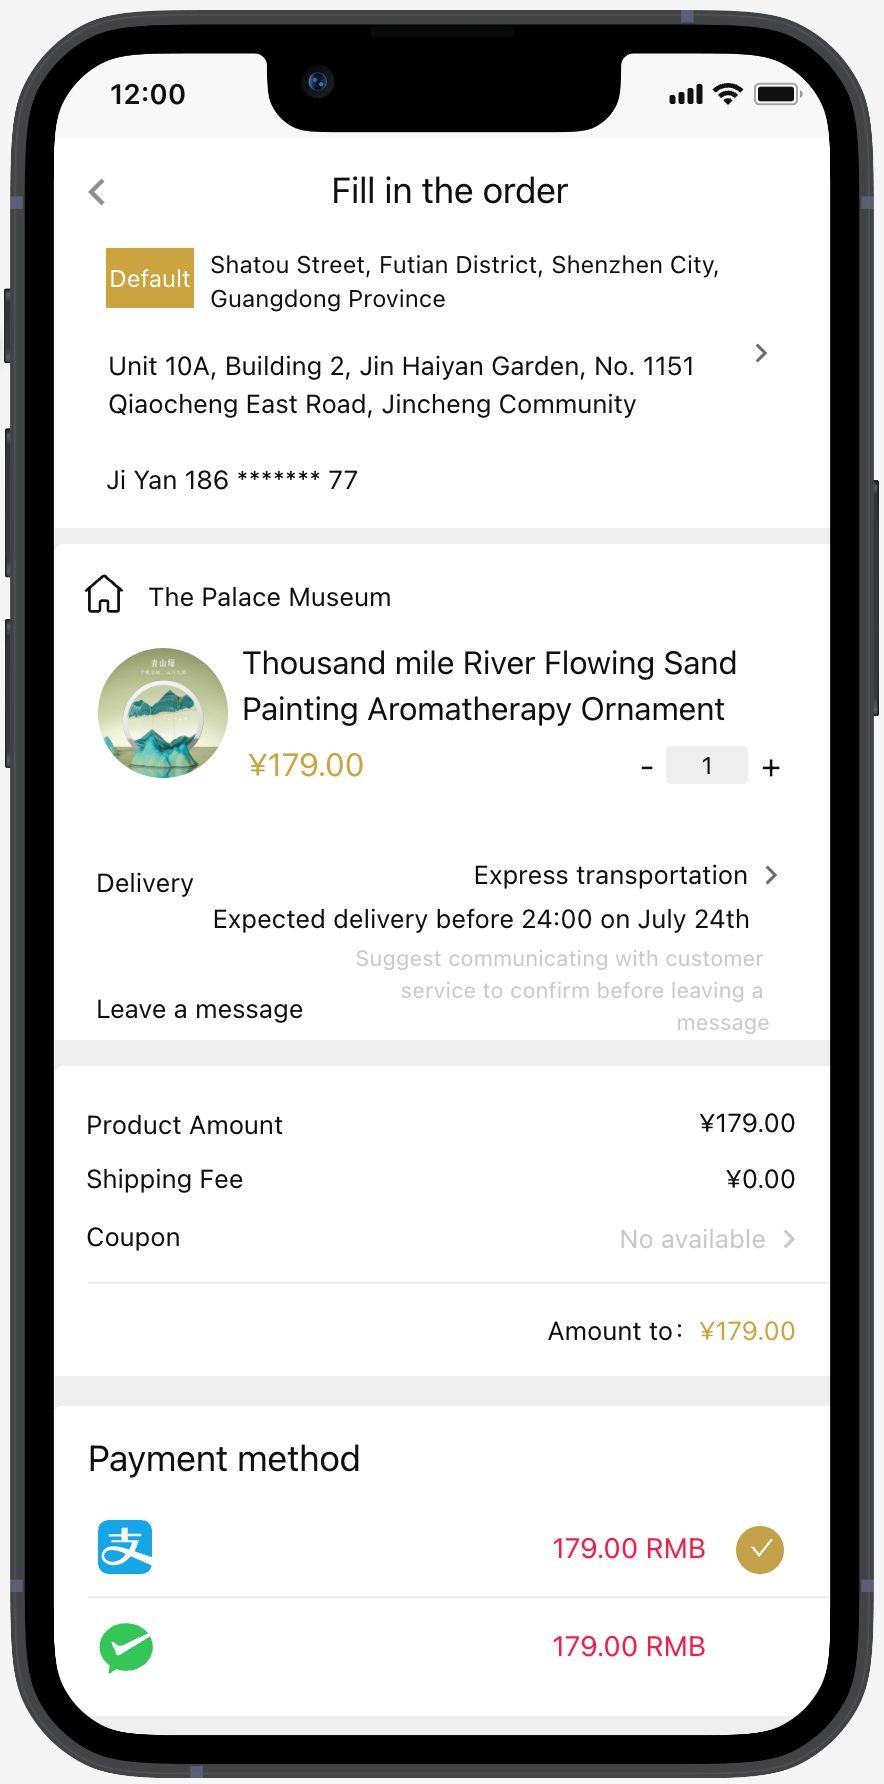 12:00
Fill in the order
Default
Shatou Street, Futian District, Shenzhen City,
Guangdong Province
Unit 10A, Building 2, Jin Haiyan Garden, No. 1151
Qiaocheng East Road, Jincheng Community
Ji Yan 186 ******* 77
The Palace Museum
Thousand mile River Flowing Sand
Painting Aromatherapy Ornament
¥179.00
- 1 +
Delivery
Express transportation
Expected delivery before 24:00 on July 24th
Leave a message
Suggest communicating with customer
service to confirm before leaving a
message
Product Amount ¥179.00
Shipping Fee ¥0.00
Coupon No available
Amount to: ¥179.00
Payment method
支
179.00 RMB
179.00 RMB